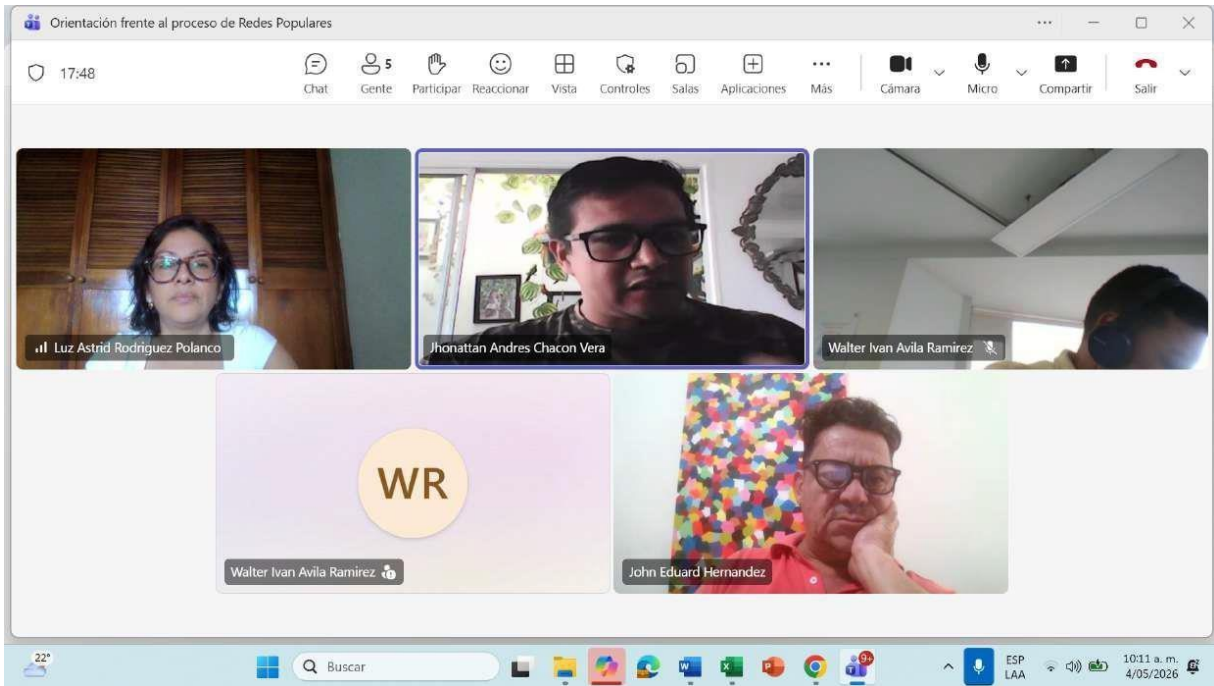 Orientación frente al proceso de Redes Populares
17:48
5
Chat
Gente
Participar
Reaccionar
Vista
Controles
Salas
Aplicaciones
Más
Cámara
Micro
Compartir
Salir
Luz Astrid Rodriguez Polanco
Jhonattan Andres Chacon Vera
Walter Ivan Avila Ramirez
WR
Walter Ivan Avila Ramirez
John Eduard Hernandez
22°
Buscar
9+
ESP
LAA
10:11 a. m.
4/05/2026